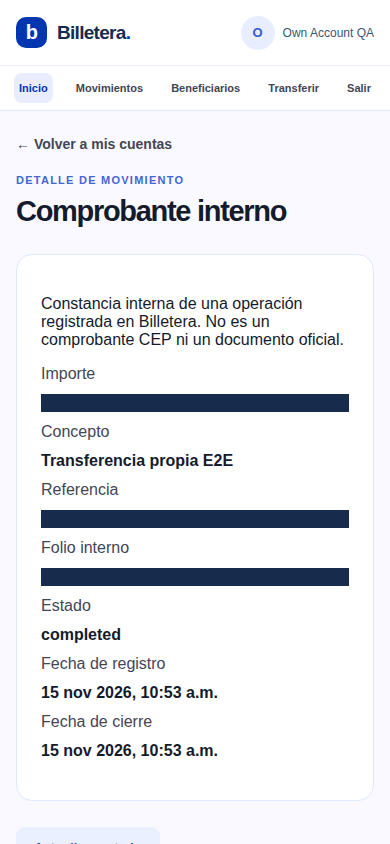 b Billetera.
O Own Account QA
Inicio Movimientos Beneficiarios Transferir Salir
← Volver a mis cuentas
DETALLE DE MOVIMIENTO
Comprobante interno
Constancia interna de una operación
registrada en Billetera. No es un
comprobante CEP ni un documento oficial.
Importe
Concepto
Transferencia propia E2E
Referencia
Folio interno
Estado
completed
Fecha de registro
15 nov 2026, 10:53 a.m.
Fecha de cierre
15 nov 2026, 10:53 a.m.